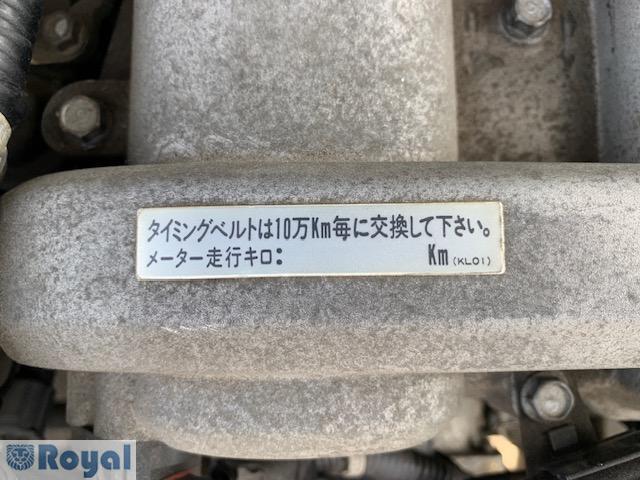 タイミングベルトは10万Km毎に交換して下さい。
メーター走行キロ: Km (KL01)
Royal